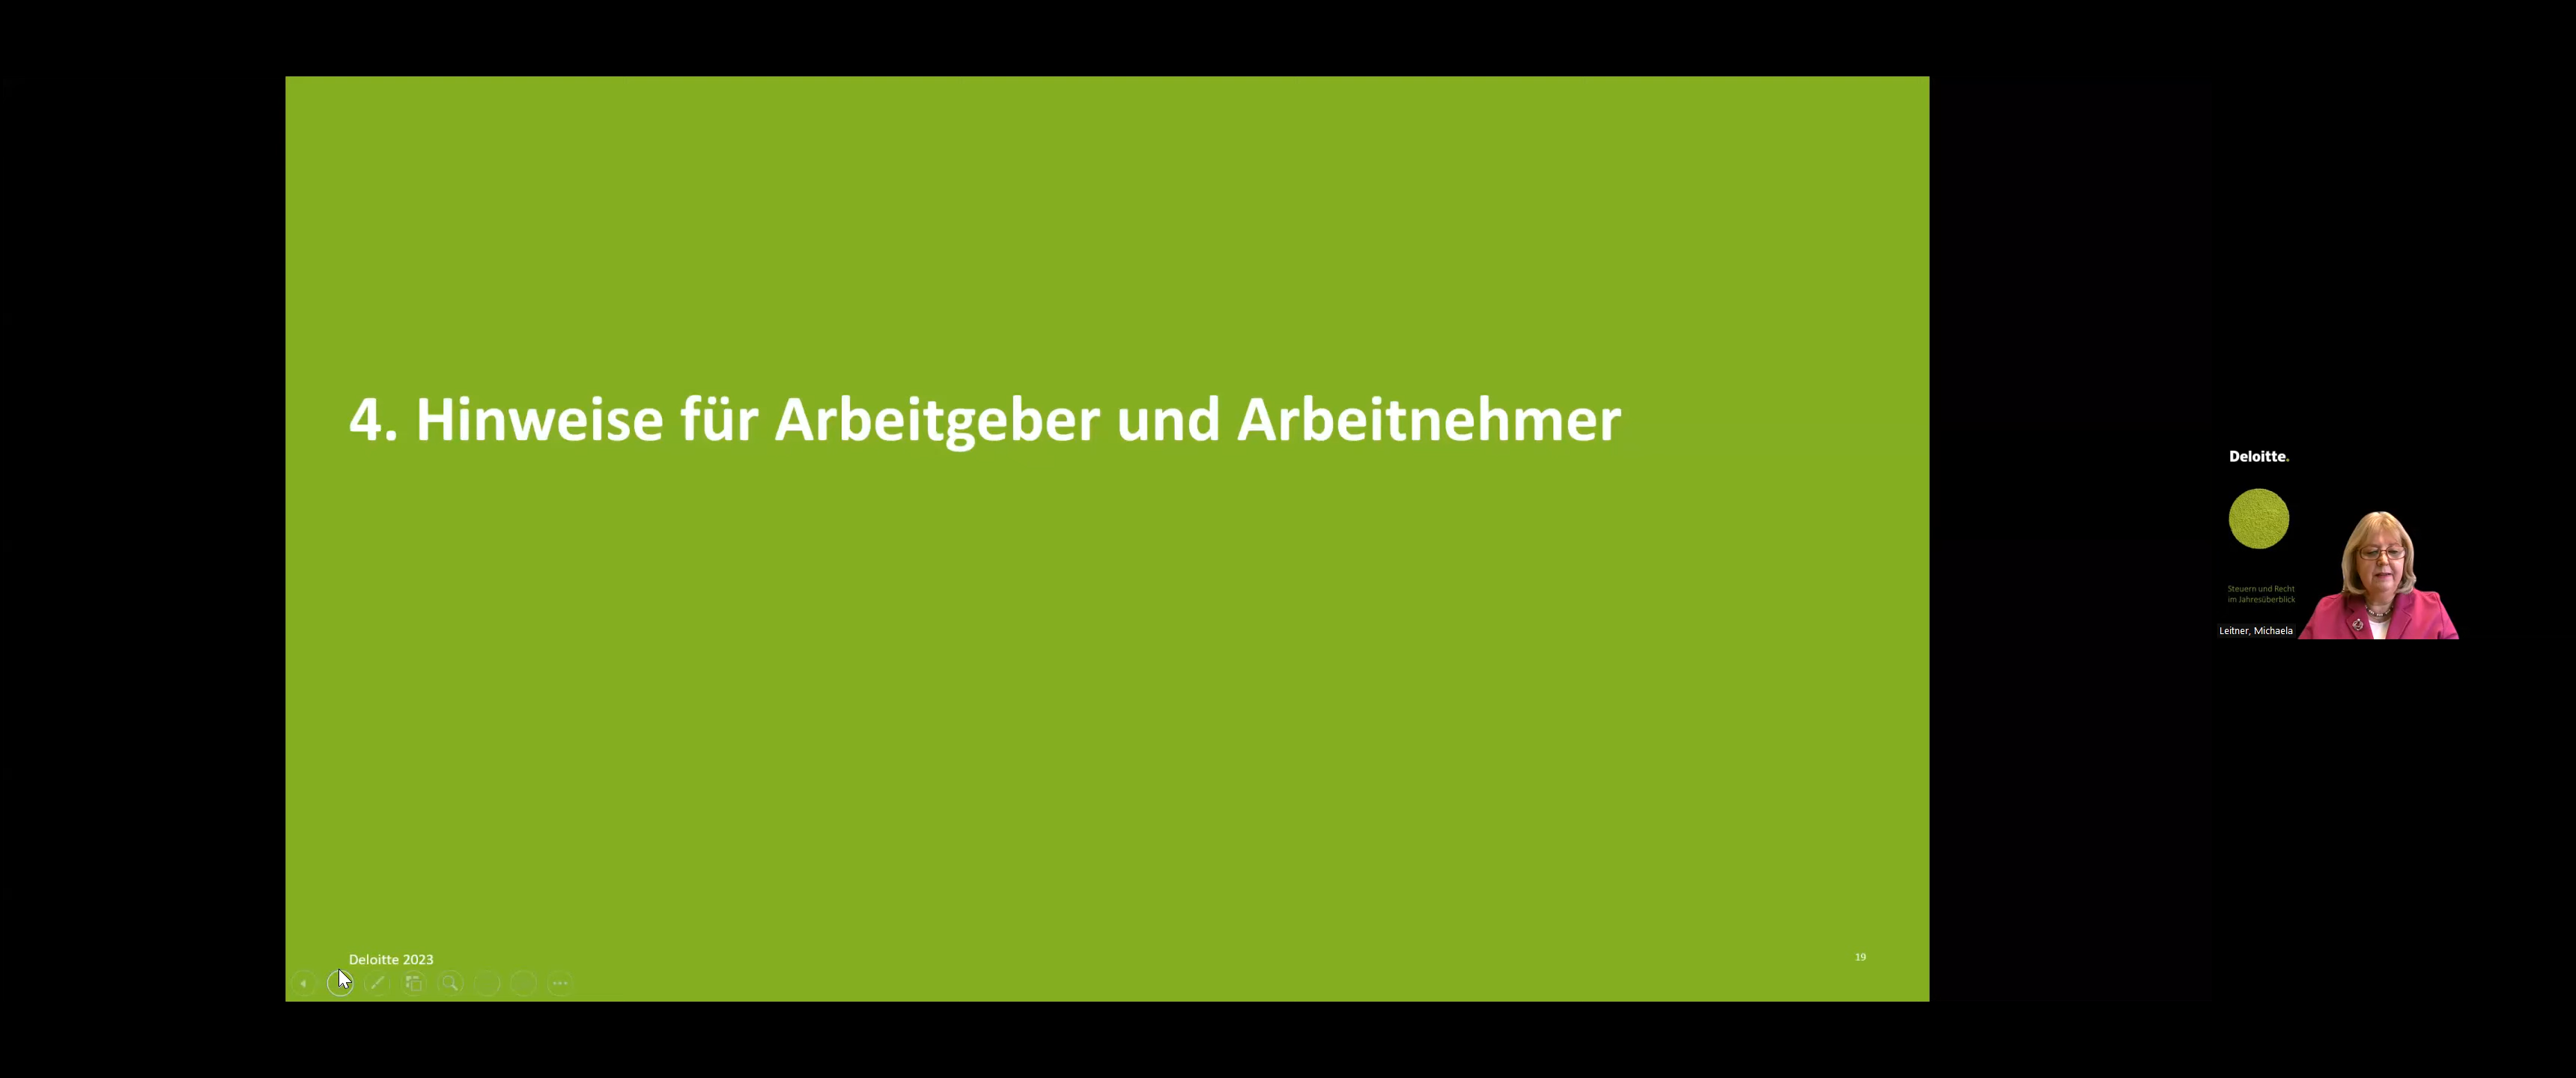 4. Hinweise für Arbeitgeber und Arbeitnehmer
Deloitte 2023
19
Deloitte.
Steuern und Recht
im Jahresüberblick
Leitner, Michaela